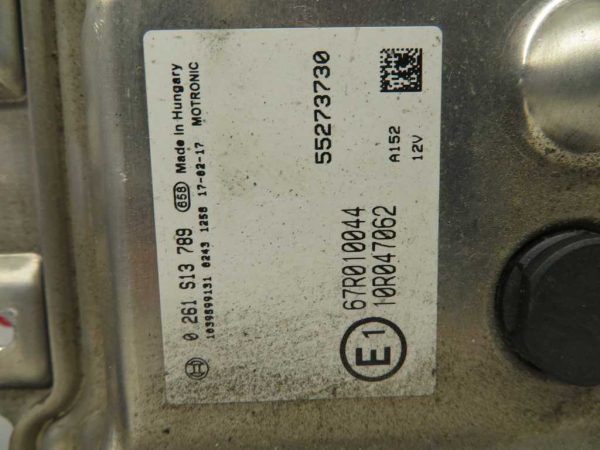 0 261 S13 789 658 Made in Hungary
1039S99131 8243 1258 17-02-17 MOTRONIC
55273730
E1 67R010044
10R047062
A152
12V